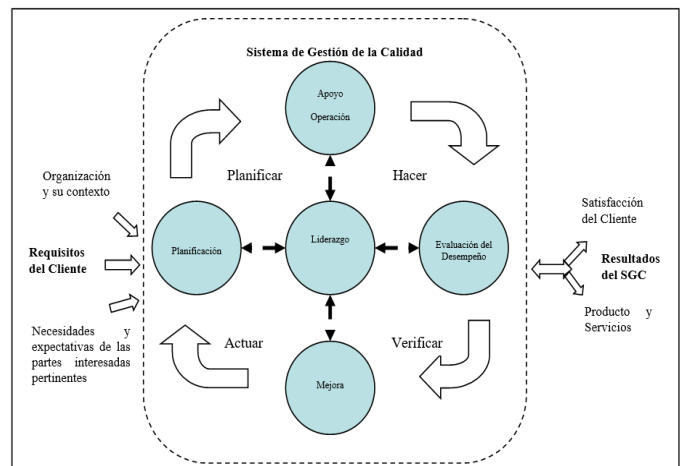 Sistema de Gestión de la Calidad
Apoyo
Operación
Planificar
Hacer
Organización
y su contexto
Satisfacción
del Cliente
Requisitos
del Cliente
Planificación
Liderazgo
Evaluación del
Desempeño
Resultados
del SGC
Necesidades y
expectativas de las
partes interesadas
pertinentes
Producto y
Servicios
Actuar
Verificar
Mejora